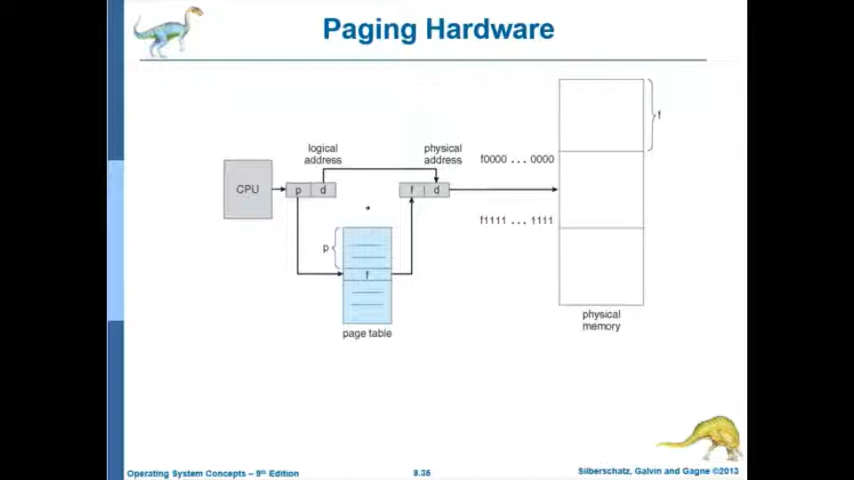 Paging Hardware
logical
address
physical
address
f0000 ... 0000
f
CPU
p d
f d
f1111 ... 1111
p
f
page table
physical
memory
Operating System Concepts – 9th Edition
8.35
Silberschatz, Galvin and Gagne ©2013